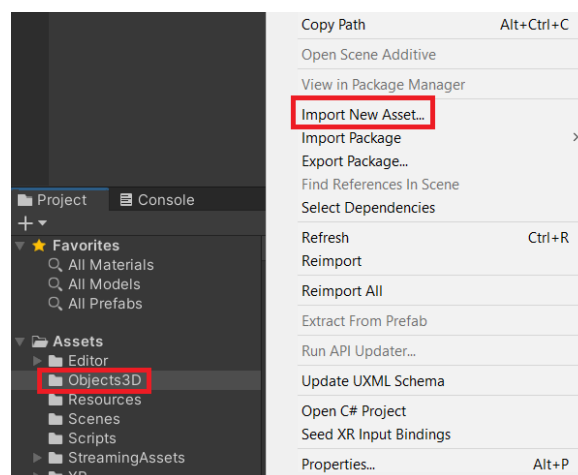 Copy Path Alt+Ctrl+C
Open Scene Additive
View in Package Manager
Import New Asset...
Import Package
Export Package...
Find References In Scene
Select Dependencies
Refresh Ctrl+R
Reimport
Reimport All
Extract From Prefab
Run API Updater...
Update UXML Schema
Open C# Project
Seed XR Input Bindings
Properties... Alt+P
Project Console
Favorites
All Materials
All Models
All Prefabs
Assets
Editor
Objects3D
Resources
Scenes
Scripts
StreamingAssets
XR